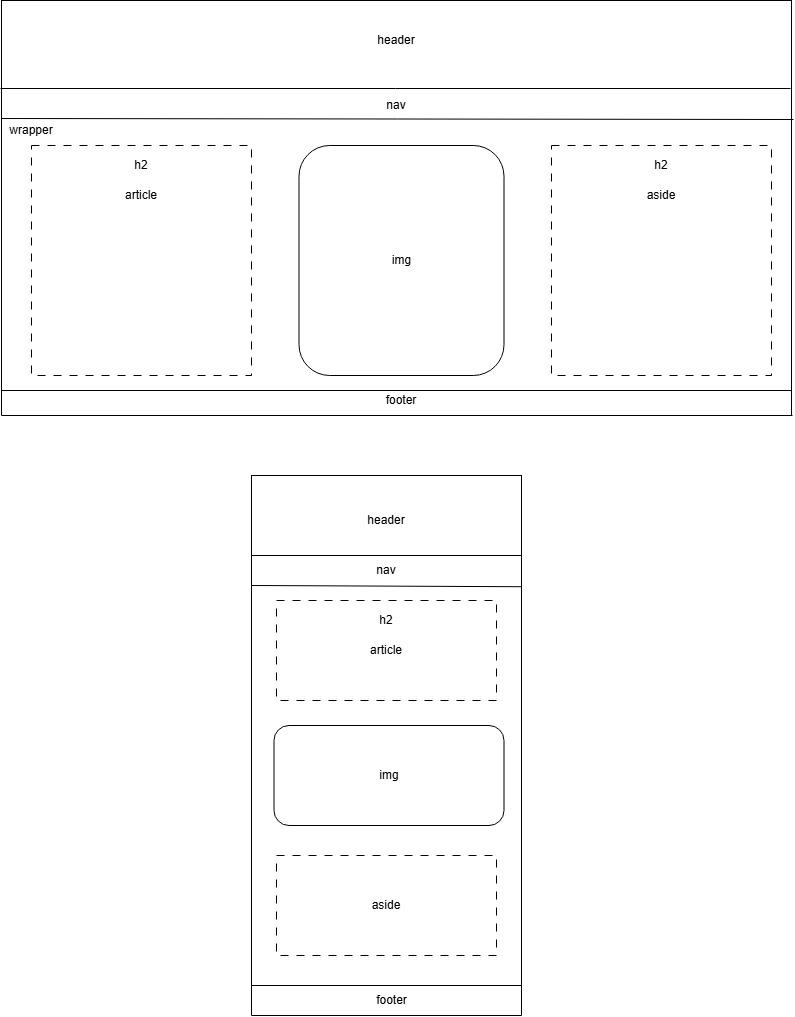 header
nav
wrapper
h2
article
img
h2
aside
footer
header
nav
h2
article
img
aside
footer